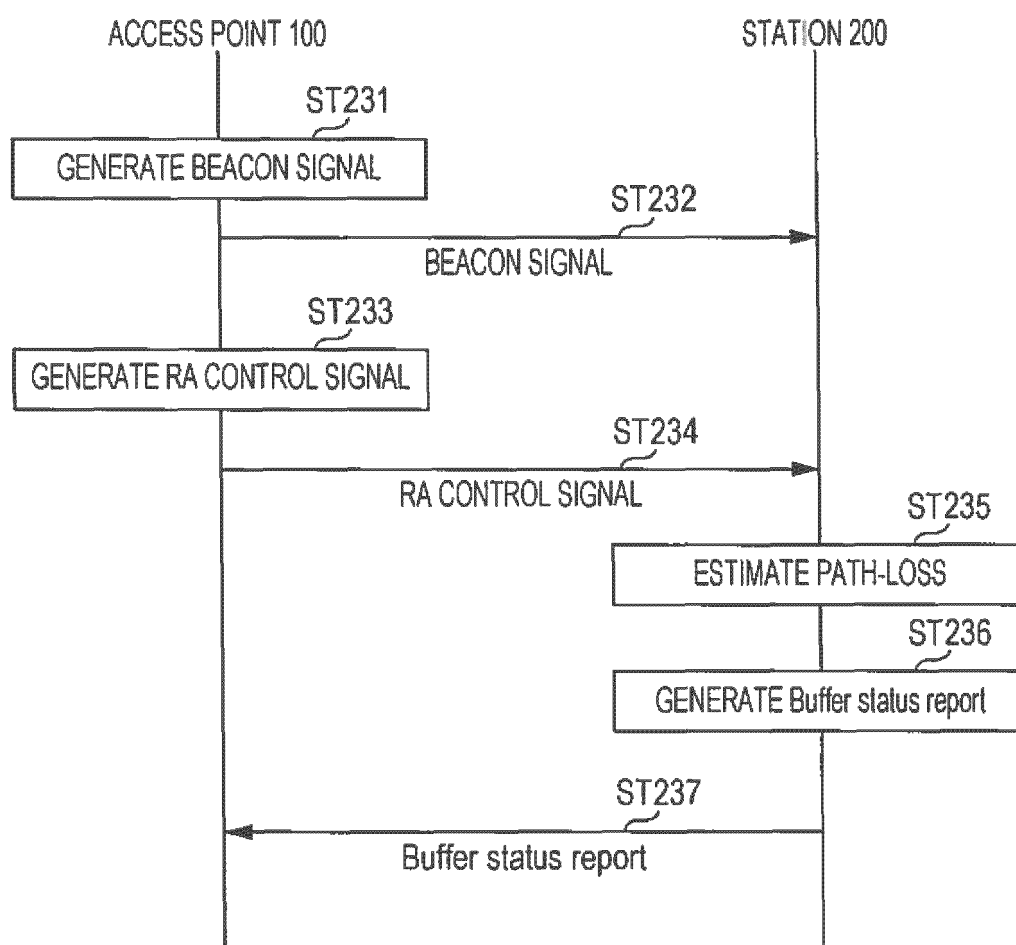 ACCESS POINT 100
STATION 200
ST231
GENERATE BEACON SIGNAL
ST232
BEACON SIGNAL
ST233
GENERATE RA CONTROL SIGNAL
ST234
RA CONTROL SIGNAL
ST235
ESTIMATE PATH-LOSS
ST236
GENERATE Buffer status report
ST237
Buffer status report